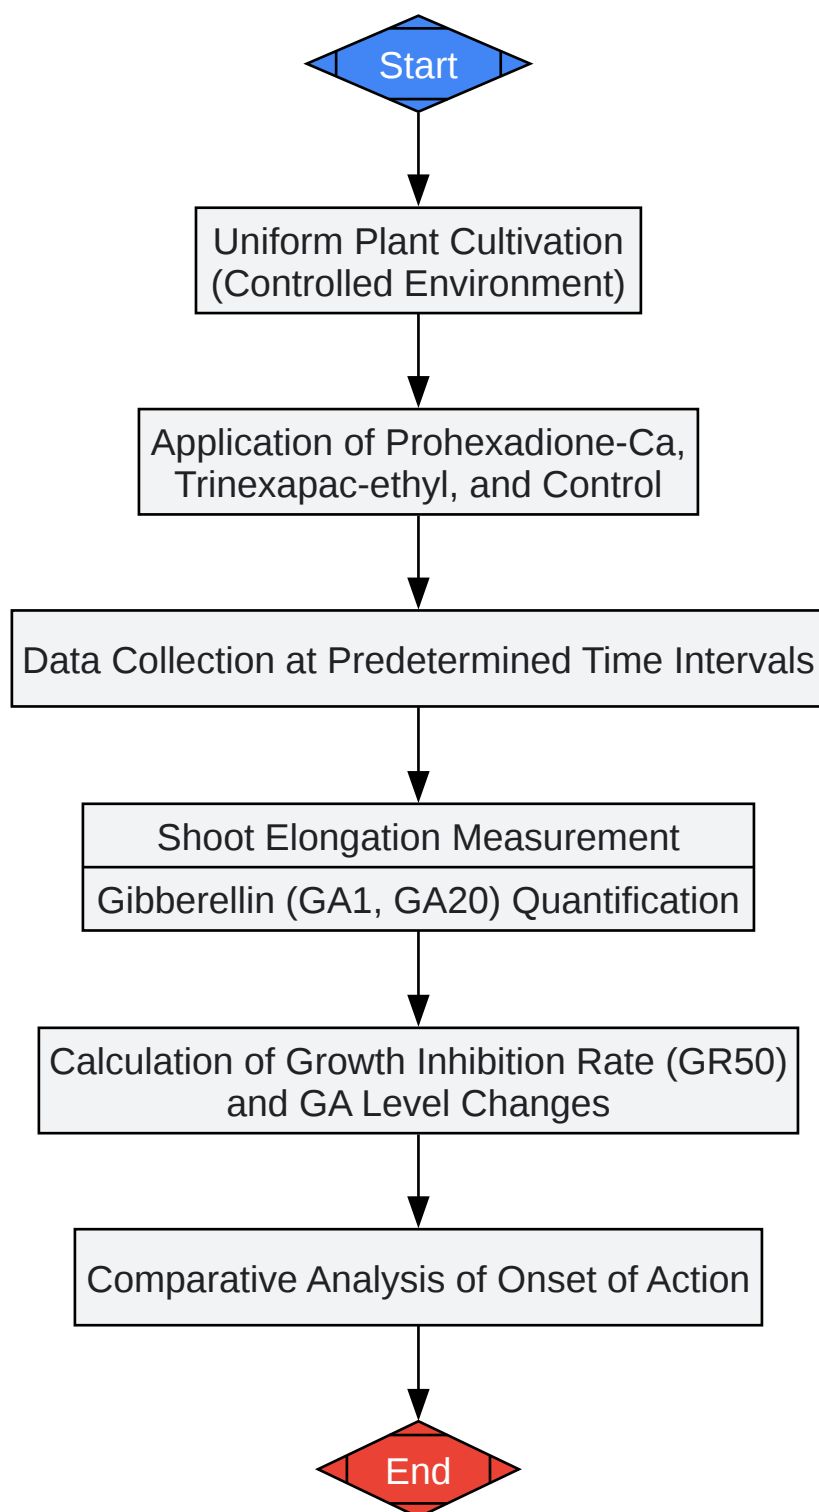 Start
Uniform Plant Cultivation
(Controlled Environment)
Application of Prohexadione-Ca,
Trinexapac-ethyl, and Control
Data Collection at Predetermined Time Intervals
Shoot Elongation Measurement
Gibberellin (GA1, GA20) Quantification
Calculation of Growth Inhibition Rate (GR50)
and GA Level Changes
Comparative Analysis of Onset of Action
End